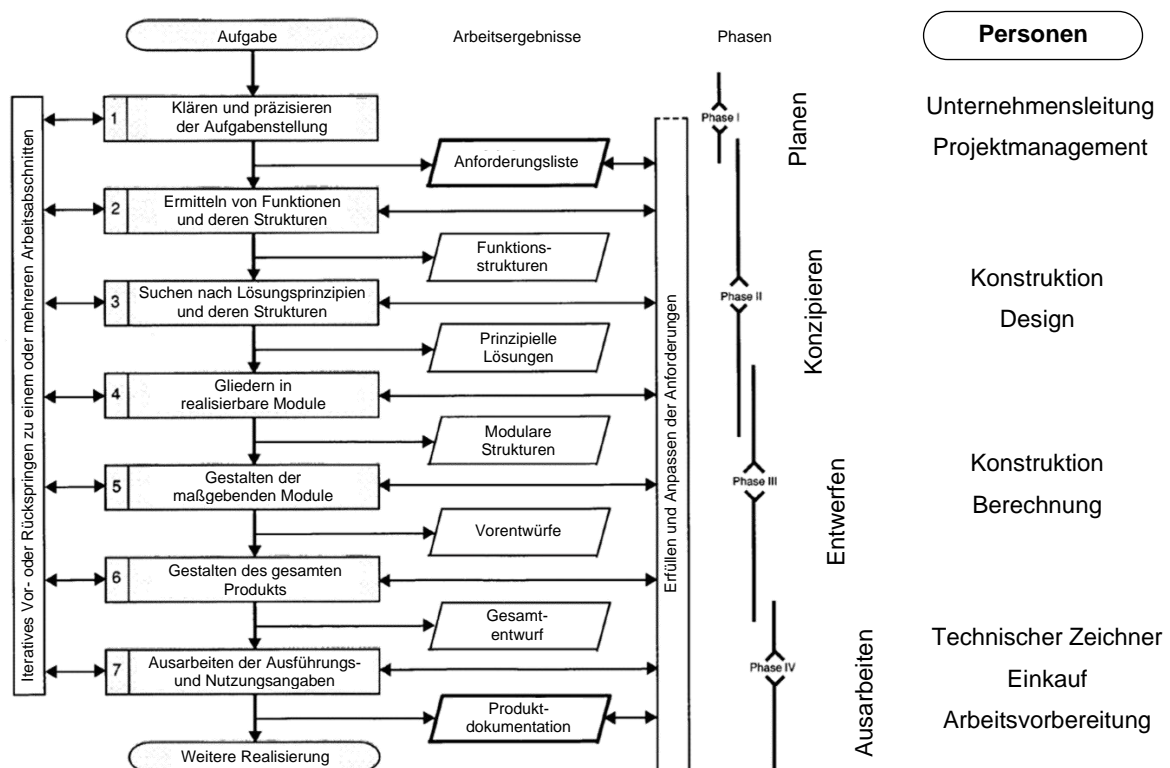 Aufgabe
Arbeitsergebnisse
Phasen
Personen
Iteratives Vor- oder Rückspringen zu einem oder mehreren Arbeitsabschnitten
1
Klären und präzisieren
der Aufgabenstellung
Anforderungsliste
2
Ermitteln von Funktionen
und deren Strukturen
Funktions-
strukturen
3
Suchen nach Lösungsprinzipien
und deren Strukturen
Prinzipielle
Lösungen
4
Gliedern in
realisierbare Module
Modulare
Strukturen
5
Gestalten der
maßgebenden Module
Vorentwürfe
6
Gestalten des gesamten
Produkts
Gesamt-
entwurf
7
Ausarbeiten der Ausführungs-
und Nutzungsangaben
Produkt-
dokumentation
Weitere Realisierung
Erfüllen und Anpassen der Anforderungen
Phase I
Planen
Unternehmensleitung
Projektmanagement
Phase II
Konzipieren
Konstruktion
Design
Phase III
Entwerfen
Konstruktion
Berechnung
Phase IV
Ausarbeiten
Technischer Zeichner
Einkauf
Arbeitsvorbereitung